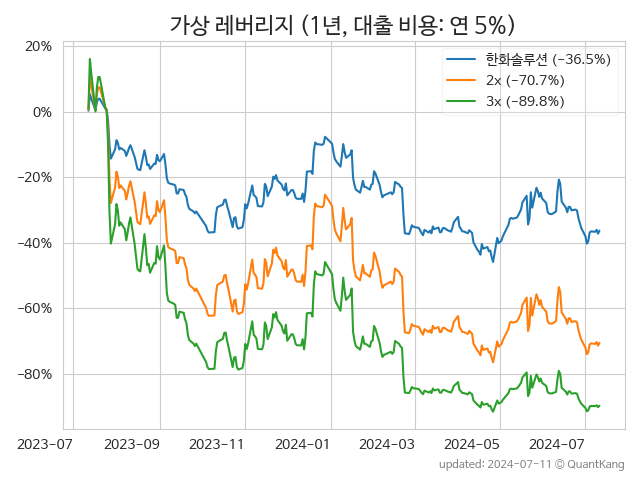 가상 레버리지 (1년, 대출 비용: 연 5%)
한화솔루션 (−36.5%)
2x (−70.7%)
3x (−89.8%)
20%
0%
−20%
−40%
−60%
−80%
2023-07 2023-09 2023-11 2024-01 2024-03 2024-05 2024-07
updated: 2024-07-11 © QuantKang